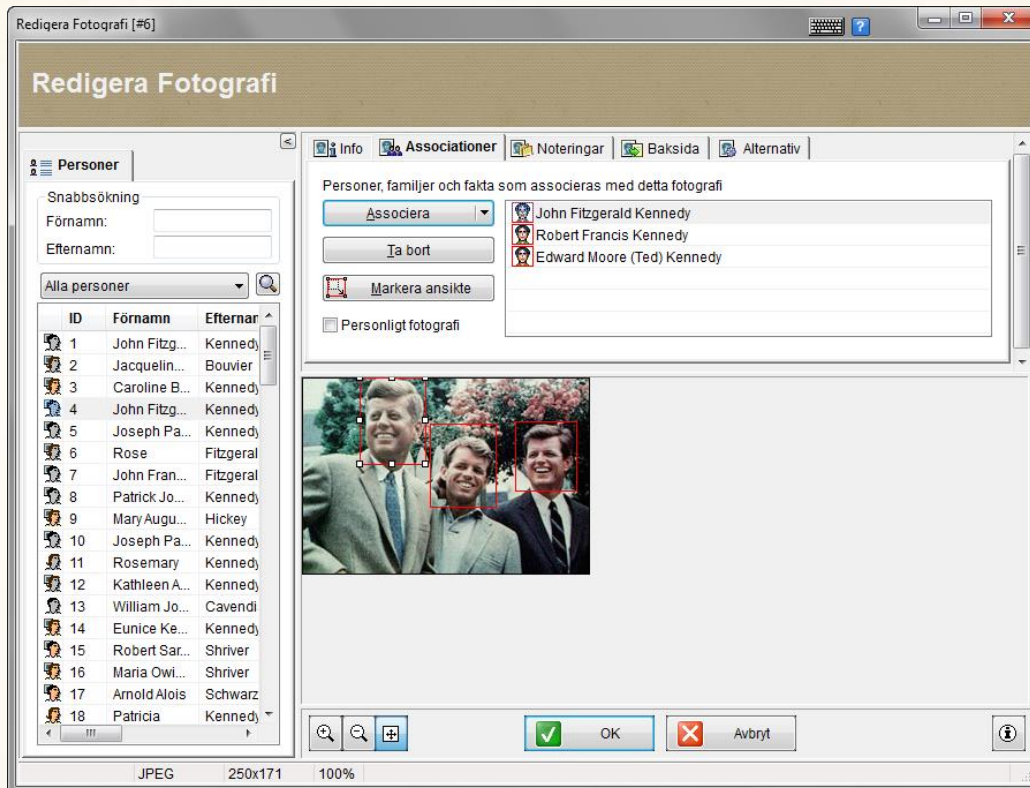 Redigera Fotografi [#6]
Redigera Fotografi
Personer
Snabbsökning
Förnamn:
Efternamn:
Alla personer
ID Förnamn Efternar
1 John Fitzg... Kennedy
2 Jacquelin... Bouvier
3 Caroline B... Kennedy
4 John Fitzg... Kennedy
5 Joseph Pa... Kennedy
6 Rose Fitzgeral
7 John Fran... Fitzgeral
8 Patrick Jo... Kennedy
9 Mary Augu... Hickey
10 Joseph Pa... Kennedy
11 Rosemary Kennedy
12 Kathleen A... Kennedy
13 William Jo... Cavendi
14 Eunice Ke... Kennedy
15 Robert Sar... Shriver
16 Maria Owi... Shriver
17 Arnold Alois Schwarz
18 Patricia Kennedy
Info Associationer Noteringar Baksida Alternativ
Personer, familjer och fakta som associeras med detta fotografi
Associera
Ta bort
Markera ansikte
Personligt fotografi
John Fitzgerald Kennedy
Robert Francis Kennedy
Edward Moore (Ted) Kennedy
OK Avbryt
JPEG 250x171 100%